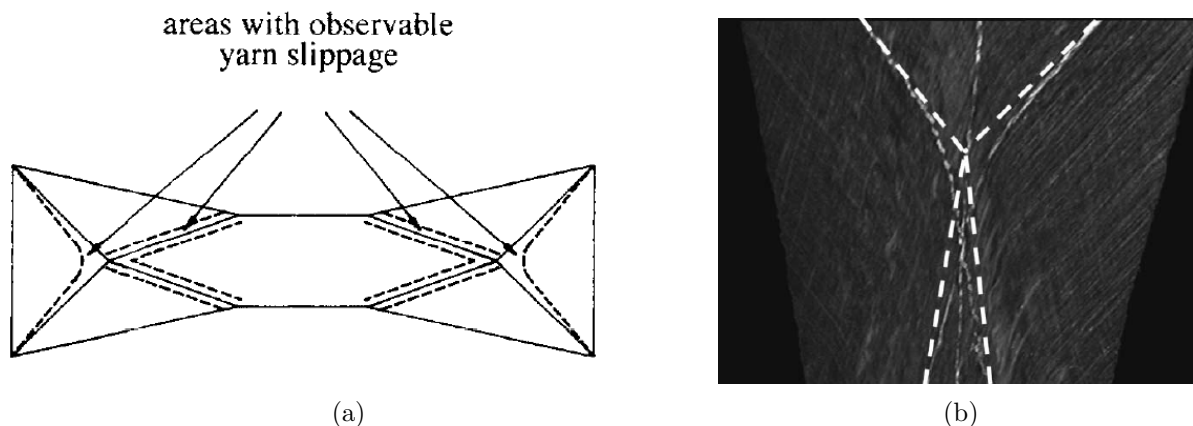 areas with observable
yarn slippage
(a)
(b)